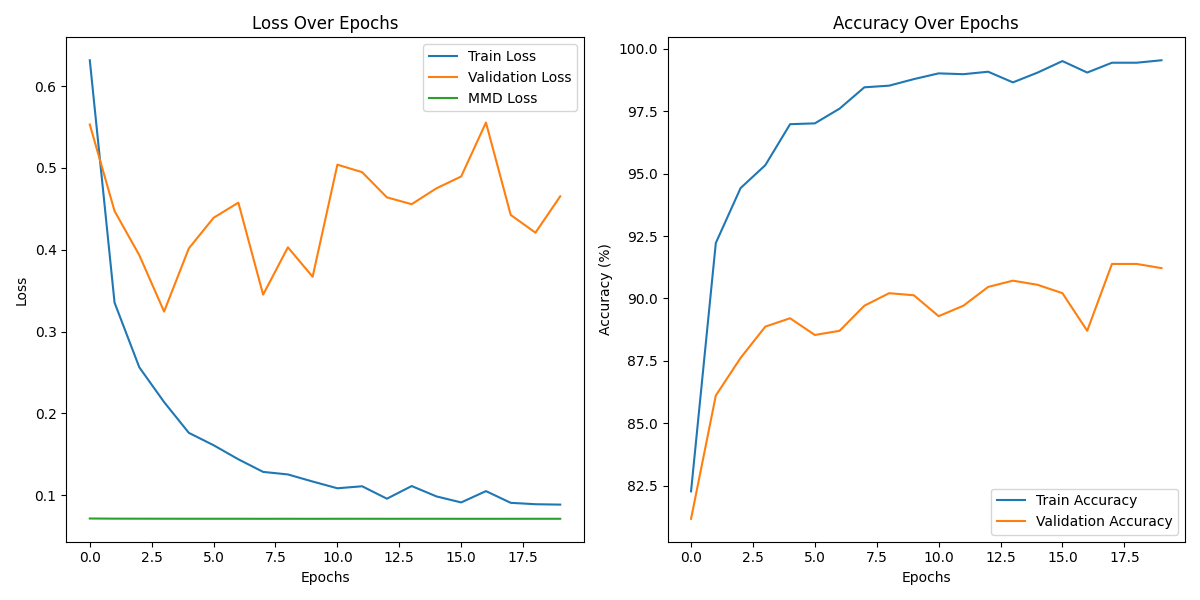 Loss Over Epochs
Train Loss
Validation Loss
MMD Loss
0.6
0.5
0.4
0.3
0.2
0.1
Loss
0.0 2.5 5.0 7.5 10.0 12.5 15.0 17.5
Epochs
Accuracy Over Epochs
100.0
97.5
95.0
92.5
90.0
87.5
85.0
82.5
Accuracy (%)
Train Accuracy
Validation Accuracy
0.0 2.5 5.0 7.5 10.0 12.5 15.0 17.5
Epochs